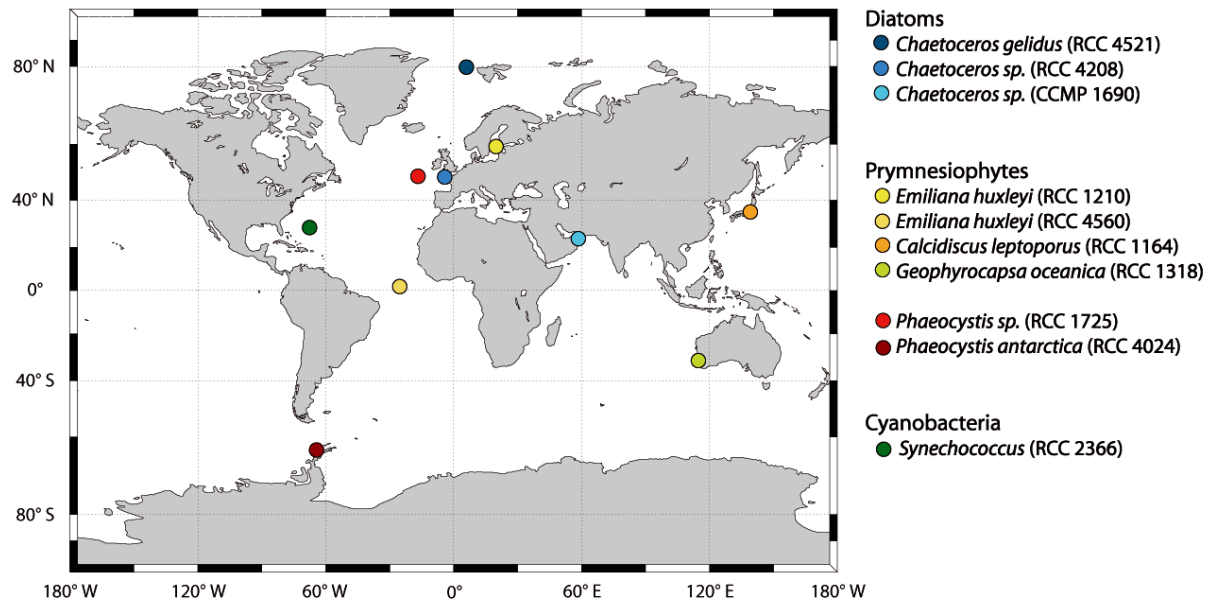 80° N
40° N
0°
40° S
80° S
180° W
120° W
60° W
0°
60° E
120° E
180° W
Diatoms
Chaetoceros gelidus (RCC 4521)
Chaetoceros sp. (RCC 4208)
Chaetoceros sp. (CCMP 1690)
Prymnesiophytes
Emiliana huxleyi (RCC 1210)
Emiliana huxleyi (RCC 4560)
Calcidiscus leptoporus (RCC 1164)
Geophyrocapsa oceanica (RCC 1318)
Phaeocystis sp. (RCC 1725)
Phaeocystis antarctica (RCC 4024)
Cyanobacteria
Synechococcus (RCC 2366)